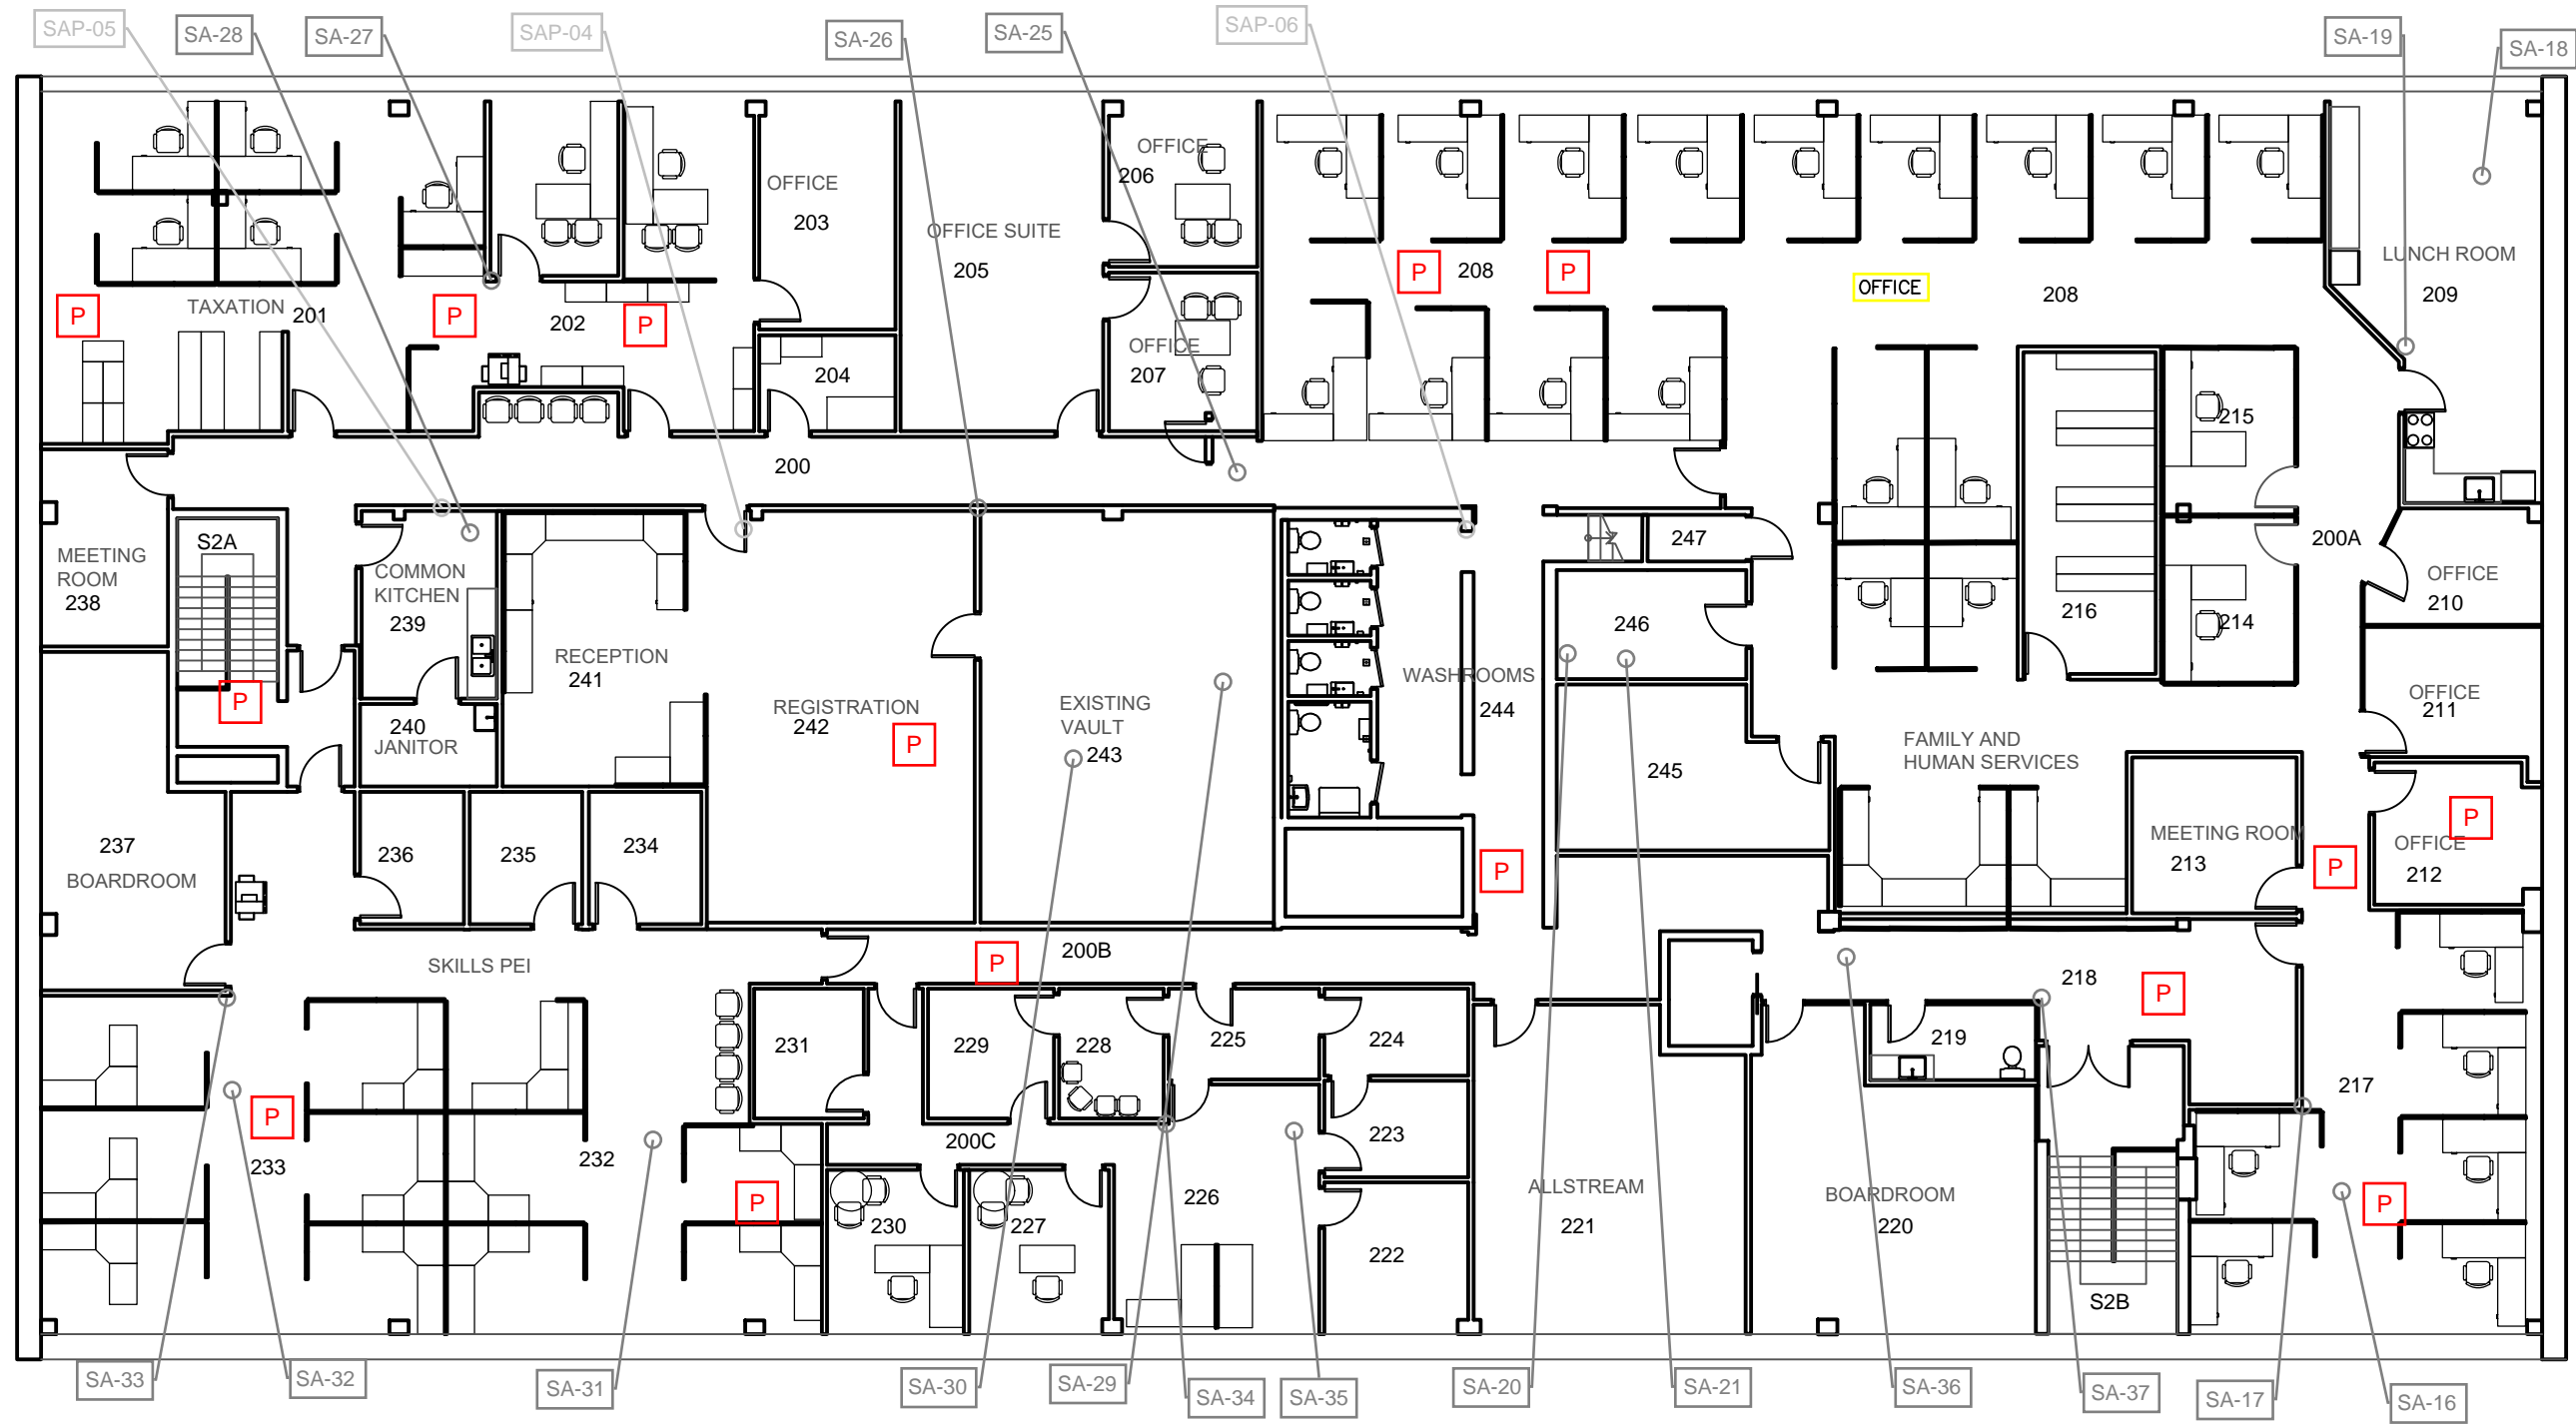 SAP-05
SA-28
SA-27
SAP-04
SA-26
SA-25
SAP-06
SA-19
SA-18
OFFICE
206
OFFICE
203
OFFICE SUITE
205
LUNCH ROOM
209
P
208
P
OFFICE
208
TAXATION
201
P
P
202
P
OFFICE
207
204
215
200
S2A
MEETING
ROOM
238
COMMON
KITCHEN
239
247
200A
OFFICE
210
246
216
214
RECEPTION
241
WASHROOMS
244
P
REGISTRATION
242
EXISTING
VAULT
243
OFFICE
211
240
JANITOR
P
FAMILY AND
HUMAN SERVICES
245
237
BOARDROOM
236
235
234
P
MEETING ROOM
213
P
OFFICE
212
P
SKILLS PEI
P
200B
218
P
231
229
228
225
224
219
217
P
233
232
200C
223
P
230
227
226
ALLSTREAM
221
BOARDROOM
220
P
222
S2B
SA-33
SA-32
SA-31
SA-30
SA-29
SA-34
SA-35
SA-20
SA-21
SA-36
SA-37
SA-17
SA-16